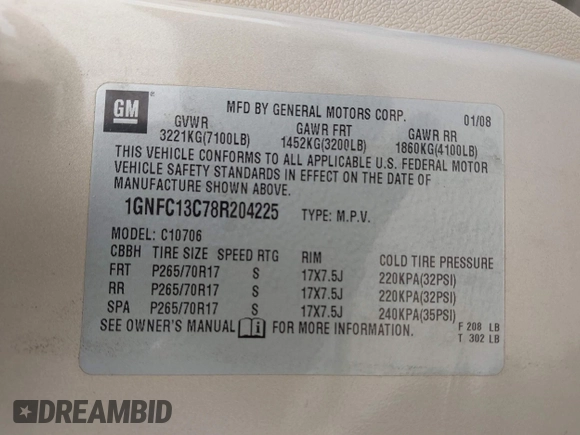 GM
MFD BY GENERAL MOTORS CORP. 01/08
GVWR GAWR FRT GAWR RR
3221KG(7100LB) 1452KG(3200LB) 1860KG(4100LB)
THIS VEHICLE CONFORMS TO ALL APPLICABLE U.S. FEDERAL MOTOR
VEHICLE SAFETY STANDARDS IN EFFECT ON THE DATE OF
MANUFACTURE SHOWN ABOVE.
1GNFC13C78R204225 TYPE: M.P.V.
MODEL: C10706
CBBH TIRE SIZE SPEED RTG RIM COLD TIRE PRESSURE
FRT P265/70R17 S 17X7.5J 220KPA(32PSI)
RR P265/70R17 S 17X7.5J 220KPA(32PSI)
SPA P265/70R17 S 17X7.5J 240KPA(35PSI)
SEE OWNER'S MANUAL i FOR MORE INFORMATION.
F 208 LB
T 302 LB
DREAMBID